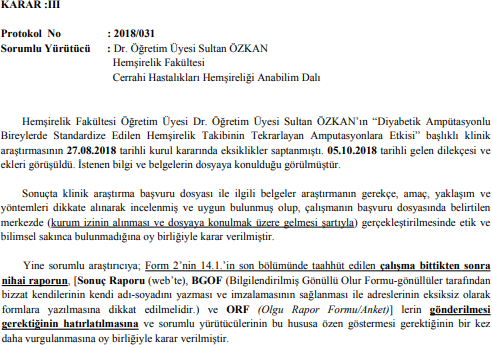 KARAR :III
Protokol No : 2018/031
Sorumlu Yürütücü : Dr. Öğretim Üyesi Sultan ÖZKAN
Hemşirelik Fakültesi
Cerrahi Hastalıkları Hemşireliği Anabilim Dalı
Hemşirelik Fakültesi Öğretim Üyesi Dr. Öğretim Üyesi Sultan ÖZKAN'ın “Diyabetik Ampütasyonlu
Bireylerde Standardize Edilen Hemşirelik Takibinin Tekrarlayan Amputasyonlara Etkisi” başlıklı klinik
araştırmasının 27.08.2018 tarihli kurul kararında eksiklikler saptanmıştı. 05.10.2018 tarihli gelen dilekçesi ve
ekleri görüşüldü. İstenen bilgi ve belgelerin dosyaya konulduğu görülmüştür.
Sonuçta klinik araştırma başvuru dosyası ile ilgili belgeler araştırmanın gerekçe, amaç, yaklaşım ve
yöntemleri dikkate alınarak incelenmiş ve uygun bulunmuş olup, çalışmanın başvuru dosyasında belirtilen
merkezde (kurum izinin alınması ve dosyaya konulmak üzere gelmesi şartıyla) gerçekleştirilmesinde etik ve
bilimsel sakınca bulunmadığına oy birliğiyle karar verilmiştir.
Yine sorumlu araştırıcıya; Form 2’nin 14.1.’in son bölümünde taahhüt edilen çalışma bittikten sonra
nihai raporun, [Sonuç Raporu (web’te), BGOF (Bilgilendirilmiş Gönüllü Olur Formu-gönüllüler tarafından
bizzat kendilerinin kendi adı-soyadını yazması ve imzalamasının sağlanması ile adreslerinin eksiksiz olarak
formlara yazılmasına dikkat edilmelidir.) ve ORF (Olgu Rapor Formu/Anket)] lerin gönderilmesi
gerektiğinin hatırlatılmasına ve sorumlu yürütücülerinin bu hususa özen göstermesi gerektiğinin bir kez
daha vurgulanmasına oy birliğiyle karar verilmiştir.